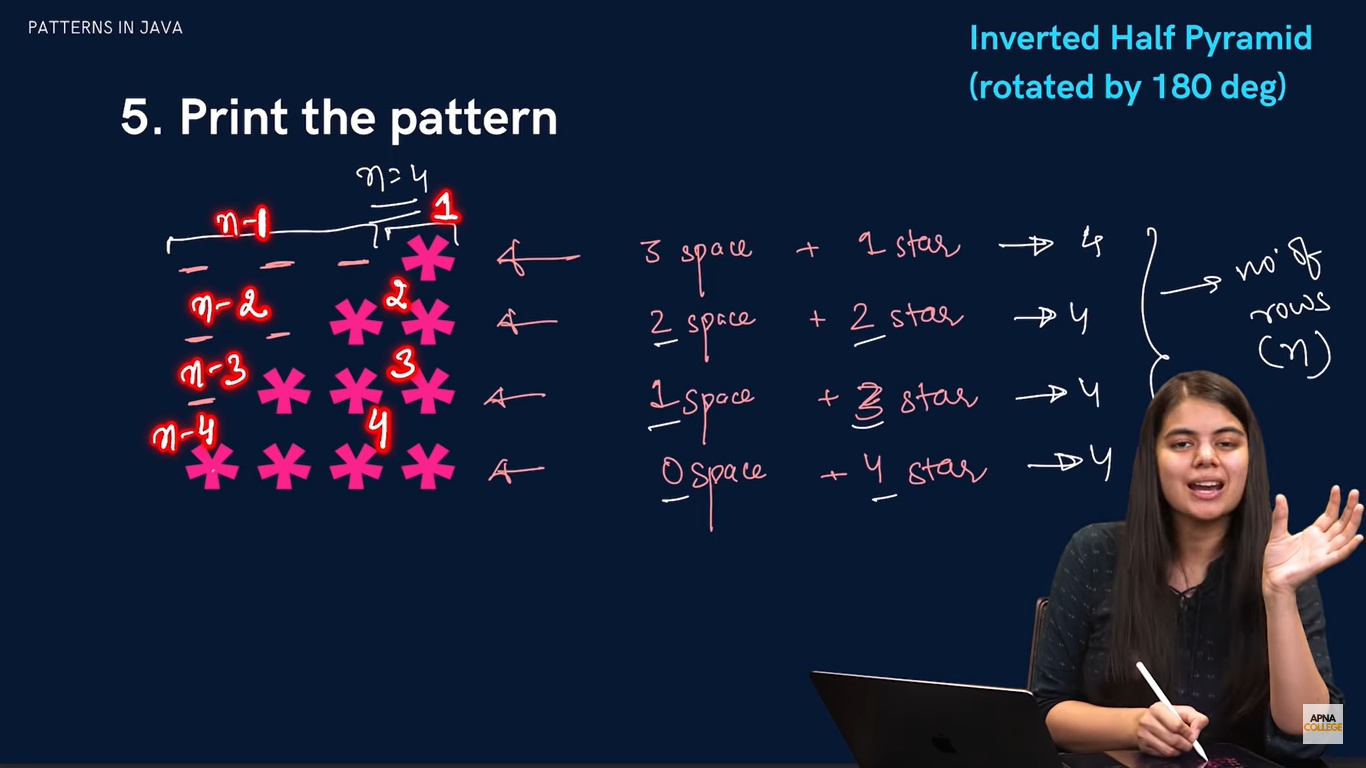 PATTERNS IN JAVA
Inverted Half Pyramid
(rotated by 180 deg)
5. Print the pattern
n=4
n-1 1
_ _ _ * ← 3 space + 1 star → 4
n-2 2
_ _ * * ← 2 space + 2 star → 4
n-3 3
_ * * * ← 1 space + 3 star → 4
n-4 4
* * * * ← 0 space + 4 star → 4
→ no. of
rows
(n)
APNA
COLLEGE